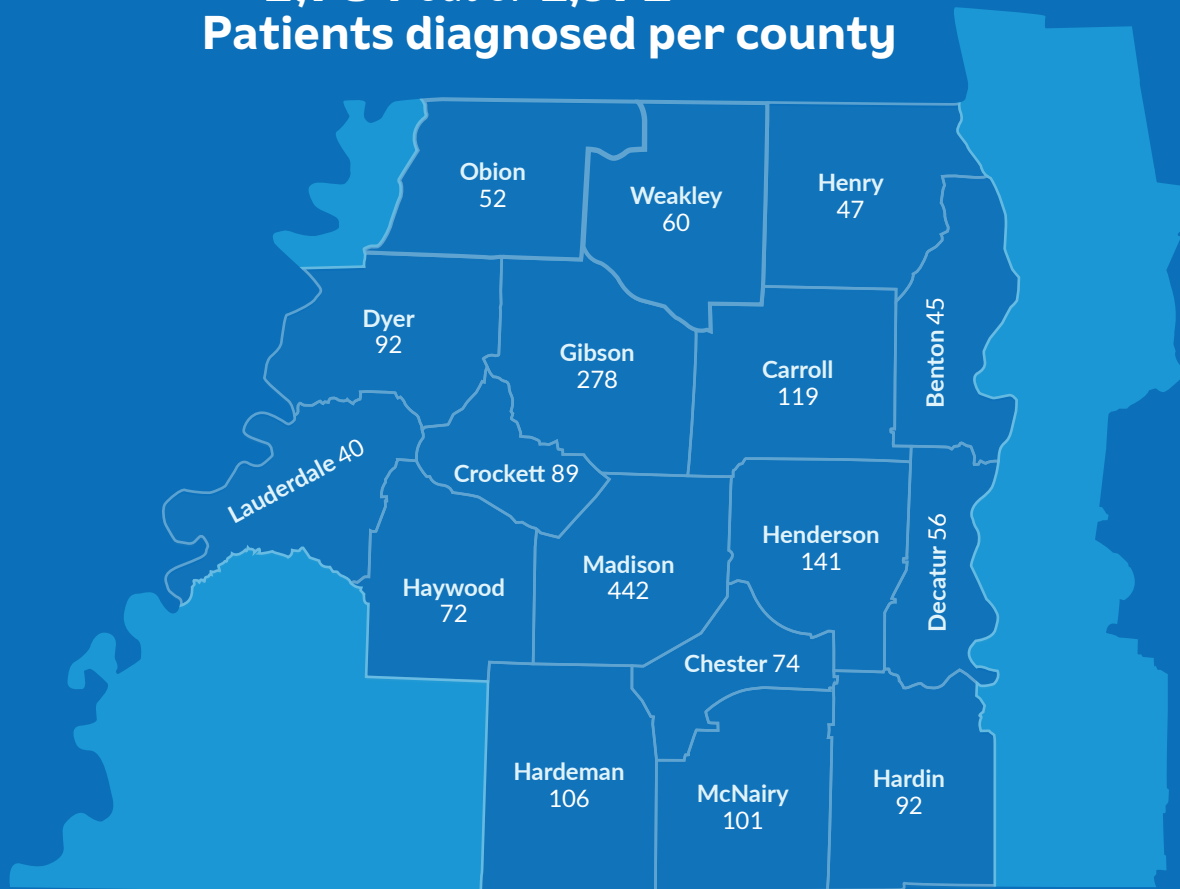 Patients diagnosed per county
Obion
52
Weakley
60
Henry
47
Dyer
92
Gibson
278
Carroll
119
Benton 45
Lauderdale 40
Crockett 89
Henderson
141
Decatur 56
Madison
442
Haywood
72
Chester 74
Hardeman
106
McNairy
101
Hardin
92